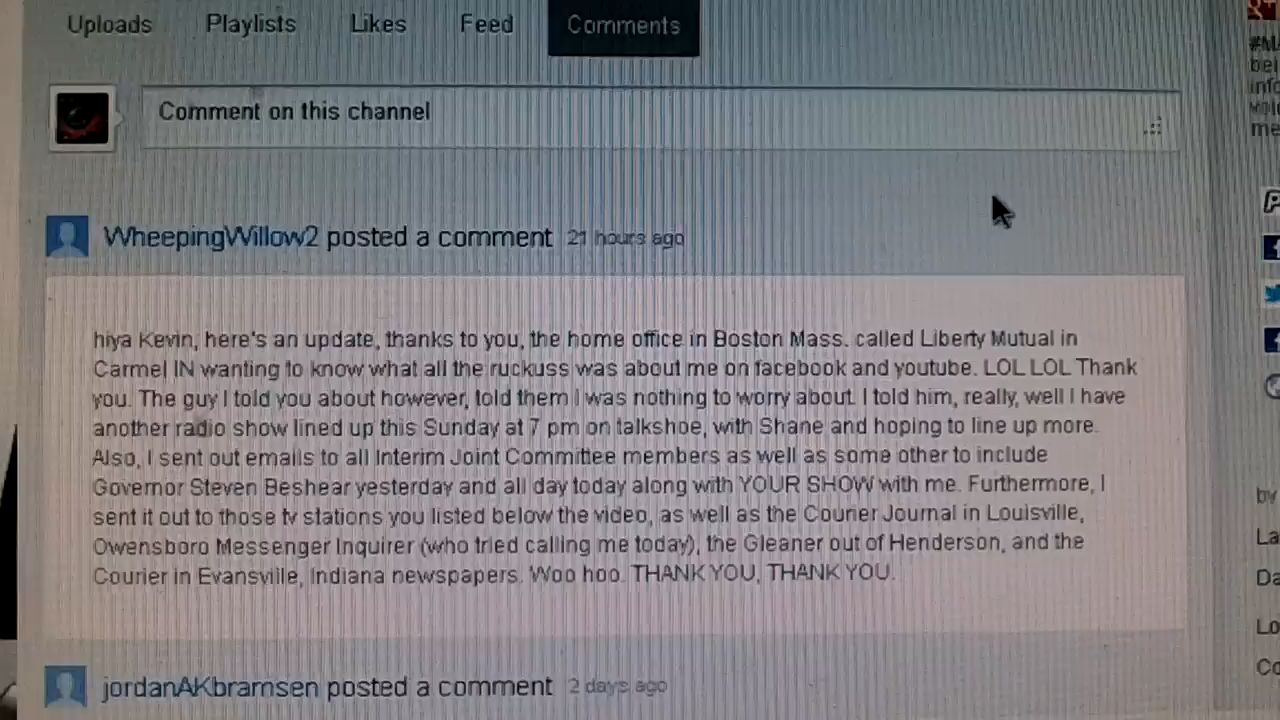 Uploads Playlists Likes Feed Comments
Comment on this channel
WheepingWillow2 posted a comment 21 hours ago
hiya Kevin, here's an update, thanks to you, the home office in Boston Mass. called Liberty Mutual in
Carmel IN wanting to know what all the ruckuss was about me on facebook and youtube. LOL LOL Thank
you. The guy I told you about however, told them I was nothing to worry about. I told him, really, well I have
another radio show lined up this Sunday at 7 pm on talkshoe, with Shane and hoping to line up more.
Also, I sent out emails to all Interim Joint Committee members as well as some other to include
Governor Steven Beshear yesterday and all day today along with YOUR SHOW with me. Furthermore, I
sent it out to those tv stations you listed below the video, as well as the Courier Journal in Louisville,
Owensboro Messenger Inquirer (who tried calling me today), the Gleaner out of Henderson, and the
Courier in Evansville, Indiana newspapers. Woo hoo. THANK YOU, THANK YOU.
jordanAKbramsen posted a comment 2 days ago
#M
bel
info
me
by
La
Da
Lo
Co